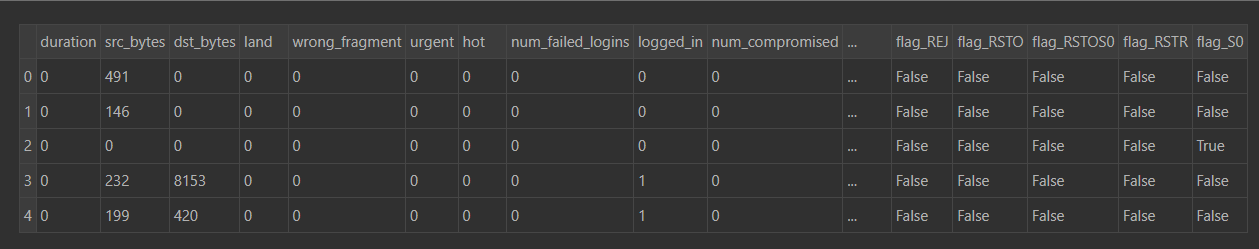 duration src_bytes dst_bytes land wrong_fragment urgent hot num_failed_logins logged_in num_compromised ... flag_REJ flag_RSTO flag_RSTOS0 flag_RSTR flag_S0
0 0 491 0 0 0 0 0 0 0 0 ... False False False False False
1 0 146 0 0 0 0 0 0 0 0 ... False False False False False
2 0 0 0 0 0 0 0 0 0 0 ... False False False False True
3 0 232 8153 0 0 0 0 0 1 0 ... False False False False False
4 0 199 420 0 0 0 0 0 1 0 ... False False False False False